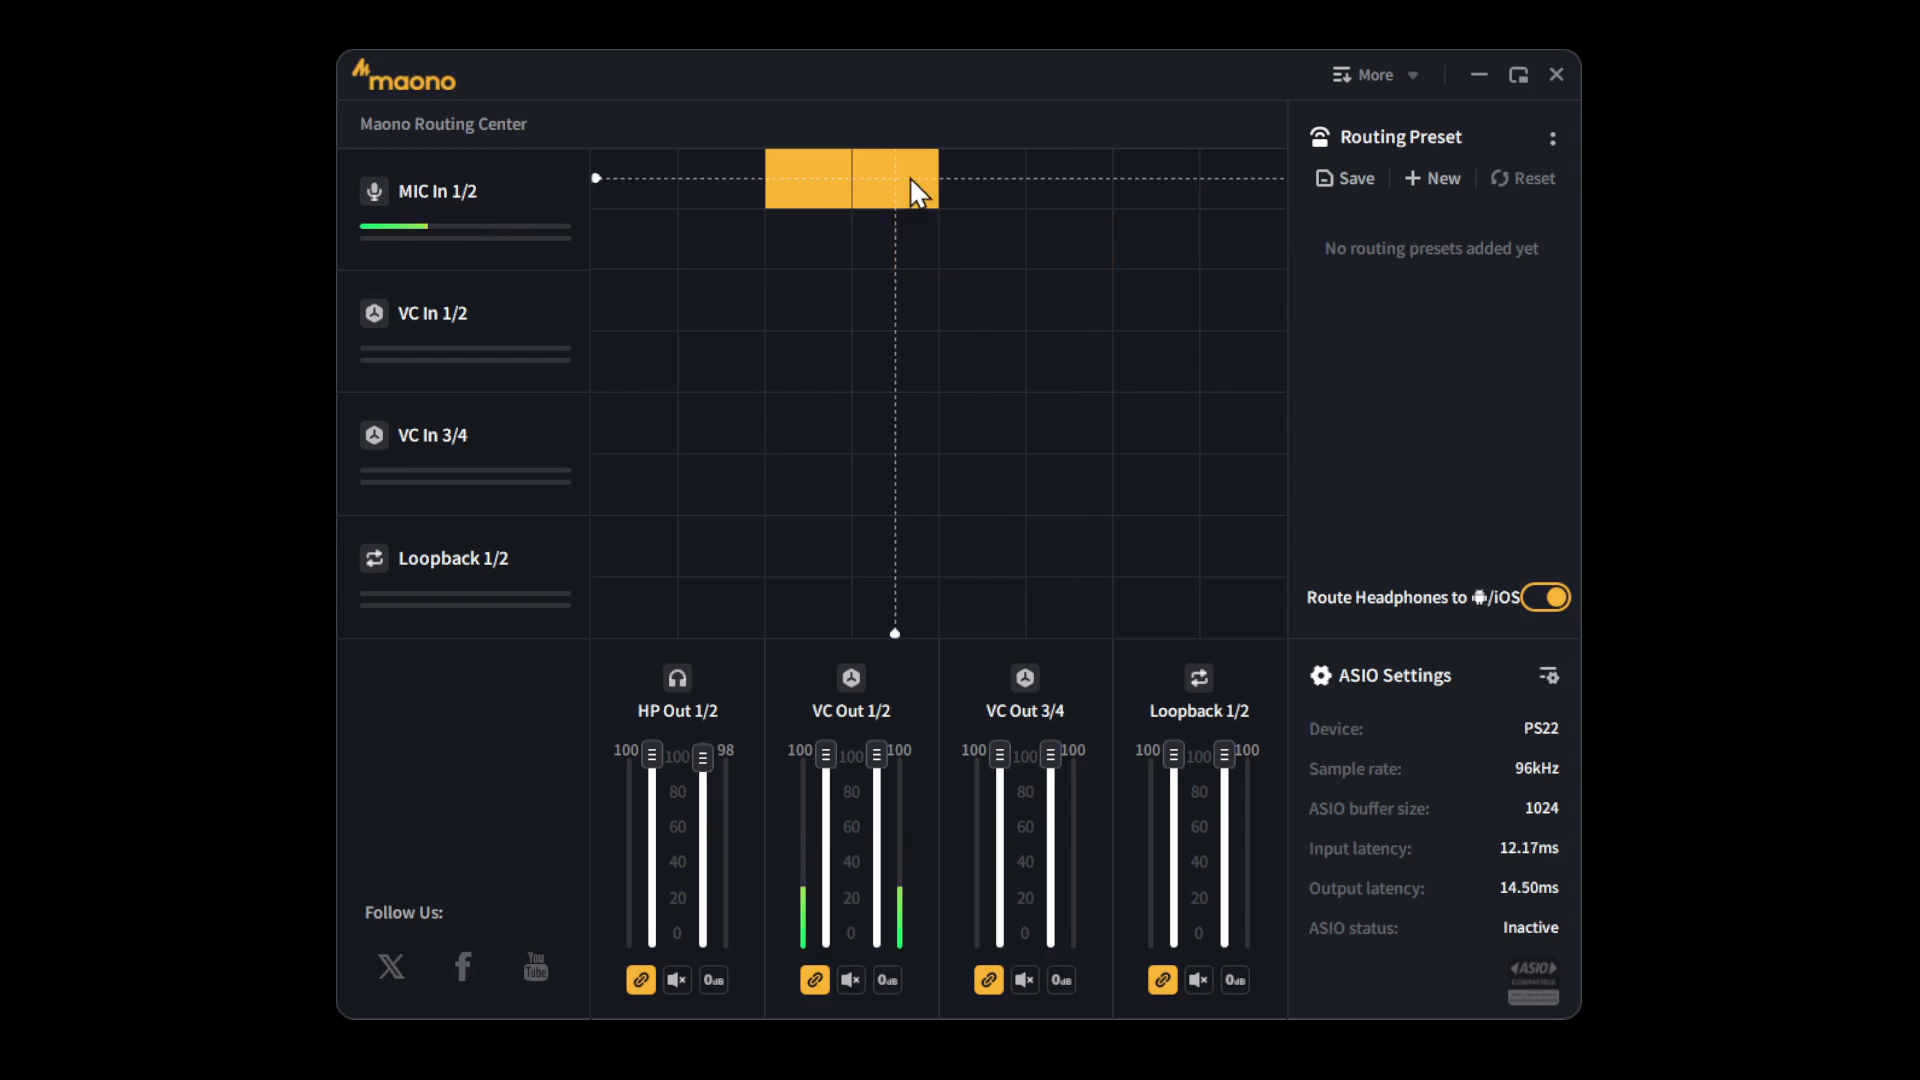 maono
More
Maono Routing Center
Routing Preset
Save
New
Reset
No routing presets added yet
MIC In 1/2
VC In 1/2
VC In 3/4
Loopback 1/2
Route Headphones to /iOS
HP Out 1/2
VC Out 1/2
VC Out 3/4
Loopback 1/2
100 100 98
80
60
40
20
0
100 100 100
80
60
40
20
0
100 100 100
80
60
40
20
0
100 100 100
80
60
40
20
0
0dB
0dB
0dB
0dB
ASIO Settings
Device: PS22
Sample rate: 96kHz
ASIO buffer size: 1024
Input latency: 12.17ms
Output latency: 14.50ms
ASIO status: Inactive
ASIO
COMPATIBLE
Follow Us:
You
Tube